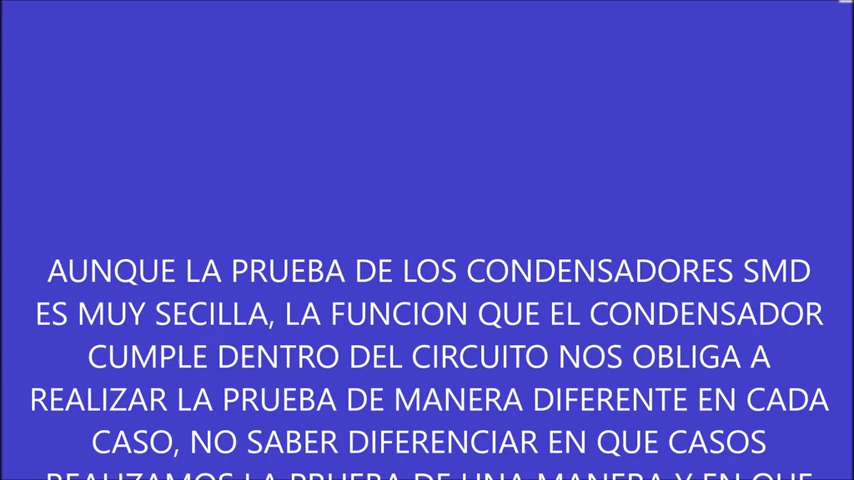 AUNQUE LA PRUEBA DE LOS CONDENSADORES SMD
ES MUY SECILLA, LA FUNCION QUE EL CONDENSADOR
CUMPLE DENTRO DEL CIRCUITO NOS OBLIGA A
REALIZAR LA PRUEBA DE MANERA DIFERENTE EN CADA
CASO, NO SABER DIFERENCIAR EN QUE CASOS
REALIZAMOS LA PRUEBA DE UNA MANERA Y EN QUE